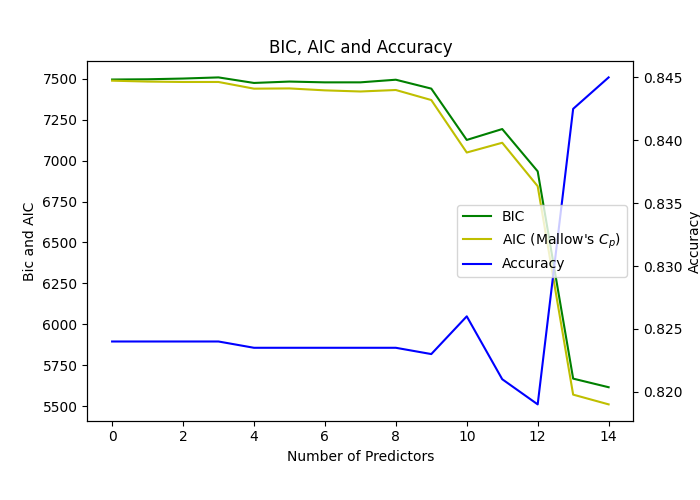 BIC, AIC and Accuracy
7500
7250
7000
6750
6500
6250
6000
5750
5500
Bic and AIC
0.845
0.840
0.835
0.830
0.825
0.820
Accuracy
BIC
AIC (Mallow's $C_p$)
Accuracy
0 2 4 6 8 10 12 14
Number of Predictors